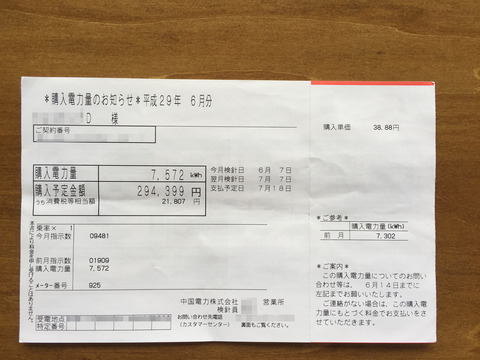 ＊購入電力量のお知らせ＊平成２９年　６月分
Ｄ　様
ご契約番号
購入電力量　7,572 kWh
購入予定金額　294,399 円
うち消費税等相当額　21,807 円
今月検針日　６月　７日
翌月検針日　７月　７日
支払予定日　７月１８日
乗率×　1
今月指示数　09481
前月指示数　01909
購入電力量　7,572
メーター番号　925
中国電力株式会社　営業所
検針員
お問い合わせ先電話
（カスタマーセンター）　裏面もご覧ください。
受電地点
特定番号
購入単価　38.88円
＊ご参考＊
購入電力量(kWh)
前　月　7,302
＊ご案内＊
この購入電力量についてのお問い
合わせ等は、　６月１４日までに
左記までお願いいたします。
ご連絡がない場合は、この購入電力
量にもとづく料金でお支払いをさせ
ていただきます。